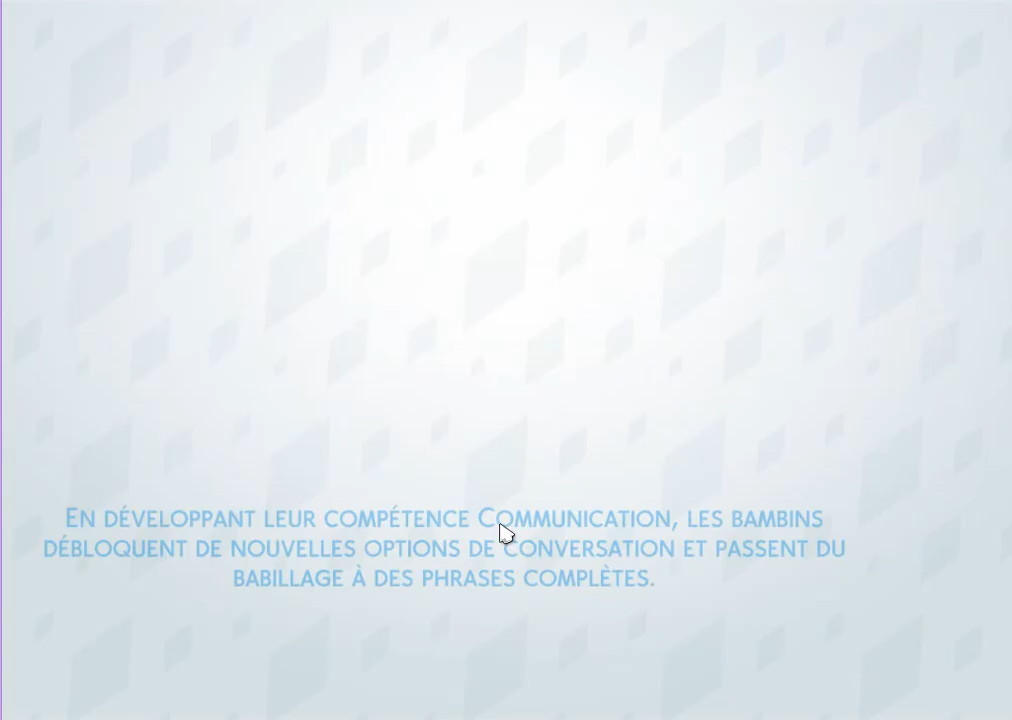 En développant leur compétence Communication, les bambins
débloquent de nouvelles options de conversation et passent du
babillage à des phrases complètes.